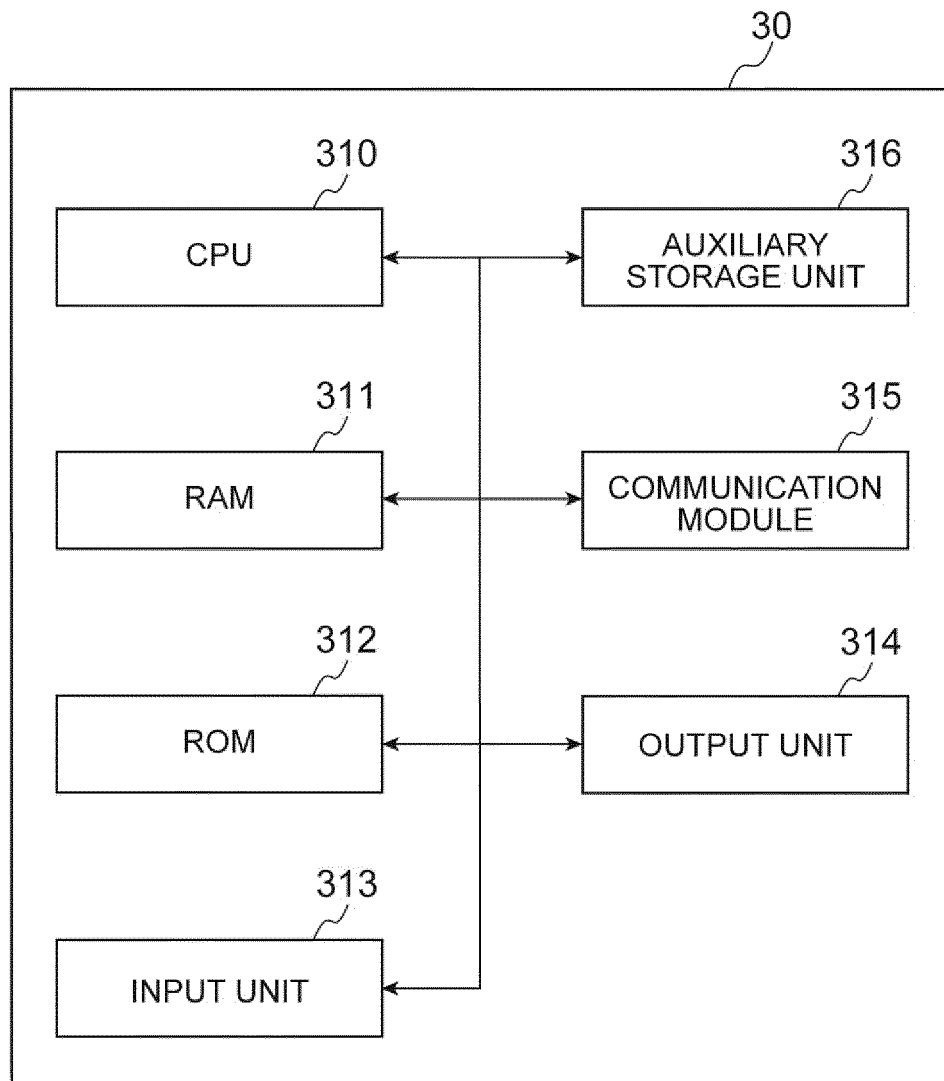 30
310
CPU
316
AUXILIARY
STORAGE UNIT
311
RAM
315
COMMUNICATION
MODULE
312
ROM
314
OUTPUT UNIT
313
INPUT UNIT